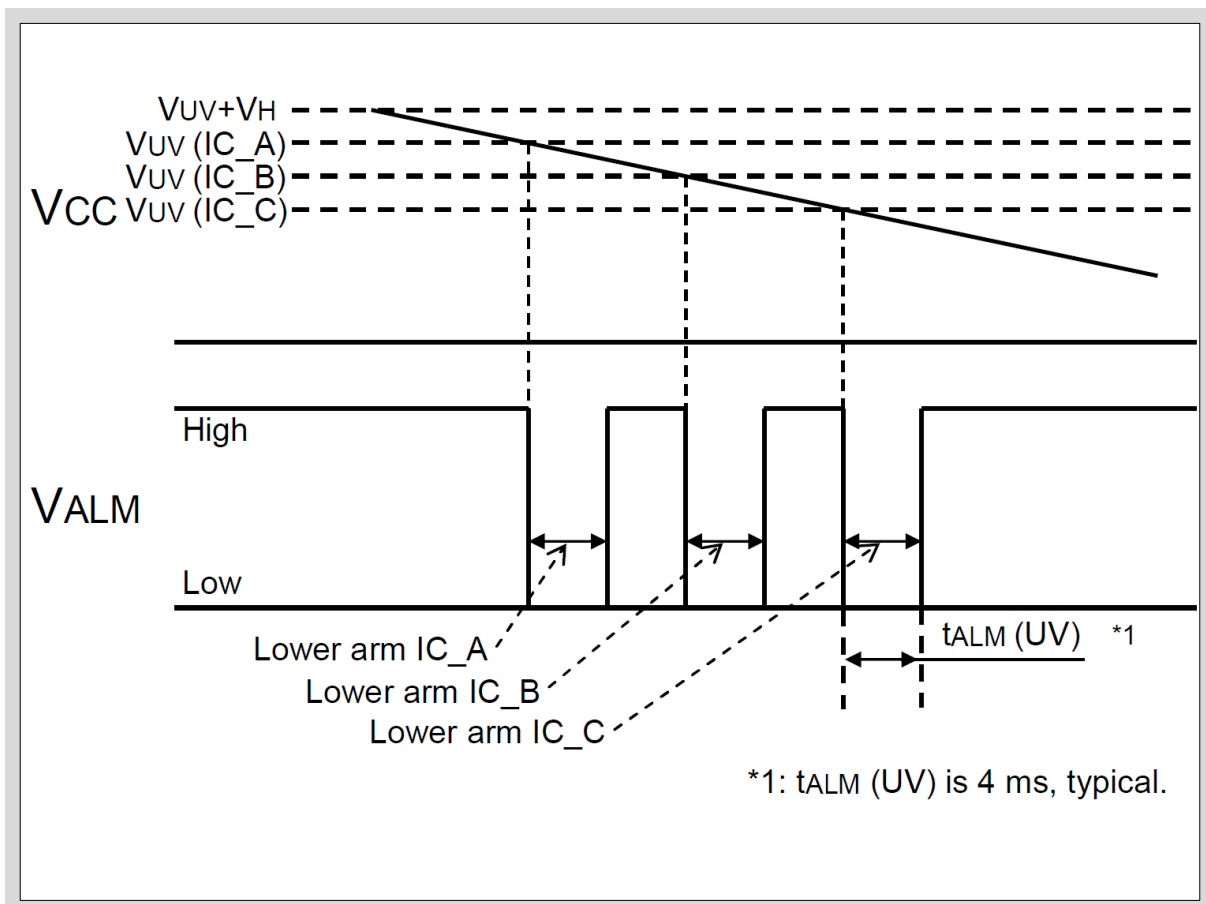 VUV+VH
VUV (IC_A)
VUV (IC_B)
VCC VUV (IC_C)
High
VALM
Low
tALM (UV) *1
Lower arm IC_A
Lower arm IC_B
Lower arm IC_C
*1: tALM (UV) is 4 ms, typical.